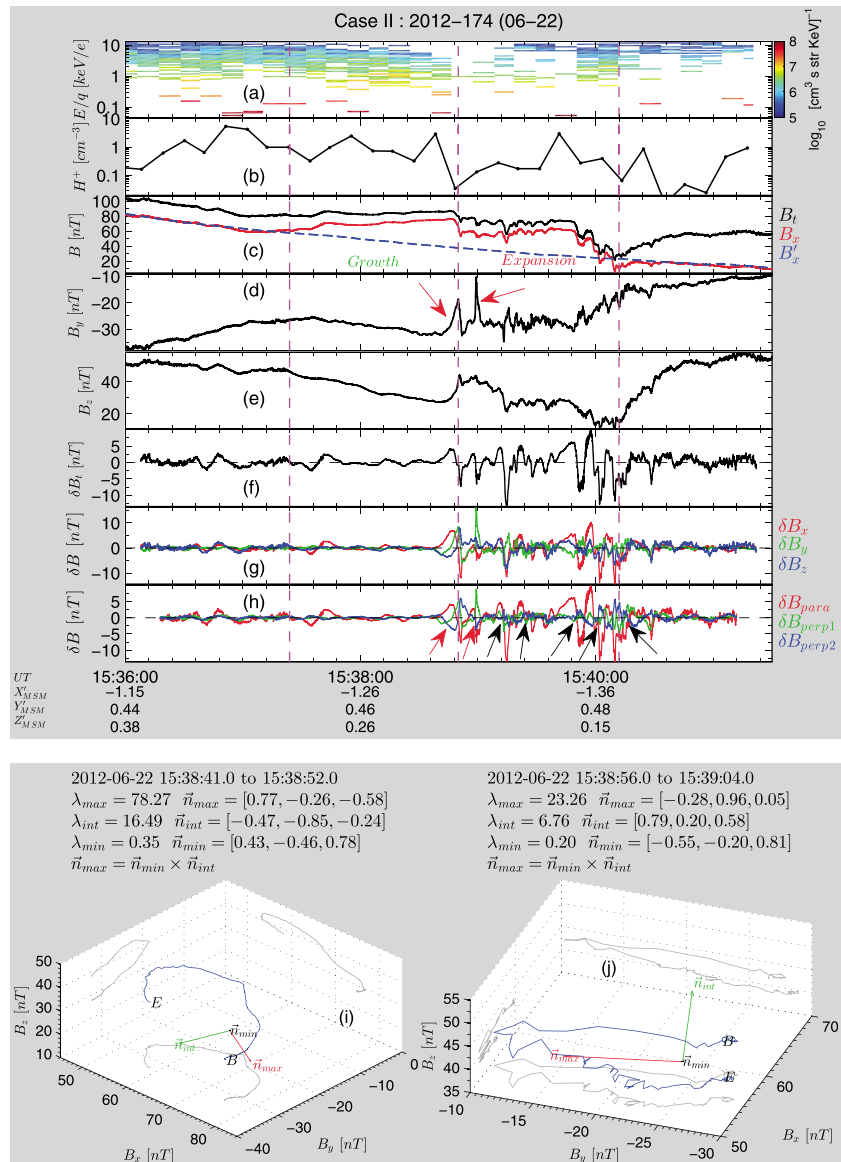 Case II : 2012−174 (06−22)
E/q [keV/e]
10
1
0.1
(a)
8
7
6
5
log10 [cm² s str KeV]⁻¹
H⁺ [cm⁻³]
10
1
0.1
(b)
B [nT]
100
80
60
40
20
(c)
Growth
Expansion
Bt
Bx
B′x
By [nT]
−10
−20
−30
(d)
Bz [nT]
40
20
(e)
δBt [nT]
5
0
−5
−10
(f)
δB [nT]
10
0
−10
(g)
δBx
δBy
δBz
δB [nT]
5
0
−5
−10
(h)
δBpara
δBperp1
δBperp2
UT 15:36:00 15:38:00 15:40:00
X′MSM −1.15 −1.26 −1.36
Y′MSM 0.44 0.46 0.48
Z′MSM 0.38 0.26 0.15
2012-06-22 15:38:41.0 to 15:38:52.0
λmax = 78.27 n⃗max = [0.77, −0.26, −0.58]
λint = 16.49 n⃗int = [−0.47, −0.85, −0.24]
λmin = 0.35 n⃗min = [0.43, −0.46, 0.78]
n⃗max = n⃗min × n⃗int
Bz [nT]
50
40
30
20
10
E
B
n⃗int
n⃗min
n⃗max
(i)
50
60
70
80
Bx [nT]
−40
−30
−20
−10
0
By [nT]
2012-06-22 15:38:56.0 to 15:39:04.0
λmax = 23.26 n⃗max = [−0.28, 0.96, 0.05]
λint = 6.76 n⃗int = [0.79, 0.20, 0.58]
λmin = 0.20 n⃗min = [−0.55, −0.20, 0.81]
n⃗max = n⃗min × n⃗int
(j)
Bz [nT]
55
50
45
40
35
n⃗int
n⃗max
n⃗min
B
E
−10
−15
−20
−25
−30
By [nT]
50
60
70
Bx [nT]